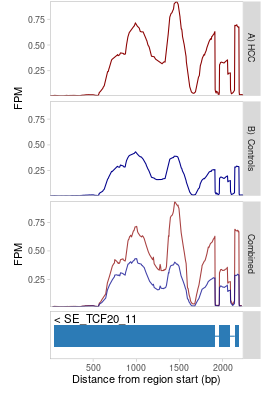 0.75
0.50
0.25
A) HCC
FPM
0.75
0.50
0.25
B) Controls
0.75
0.50
0.25
Combined
FPM
< SE_TCF20_11
500 1000 1500 2000
Distance from region start (bp)